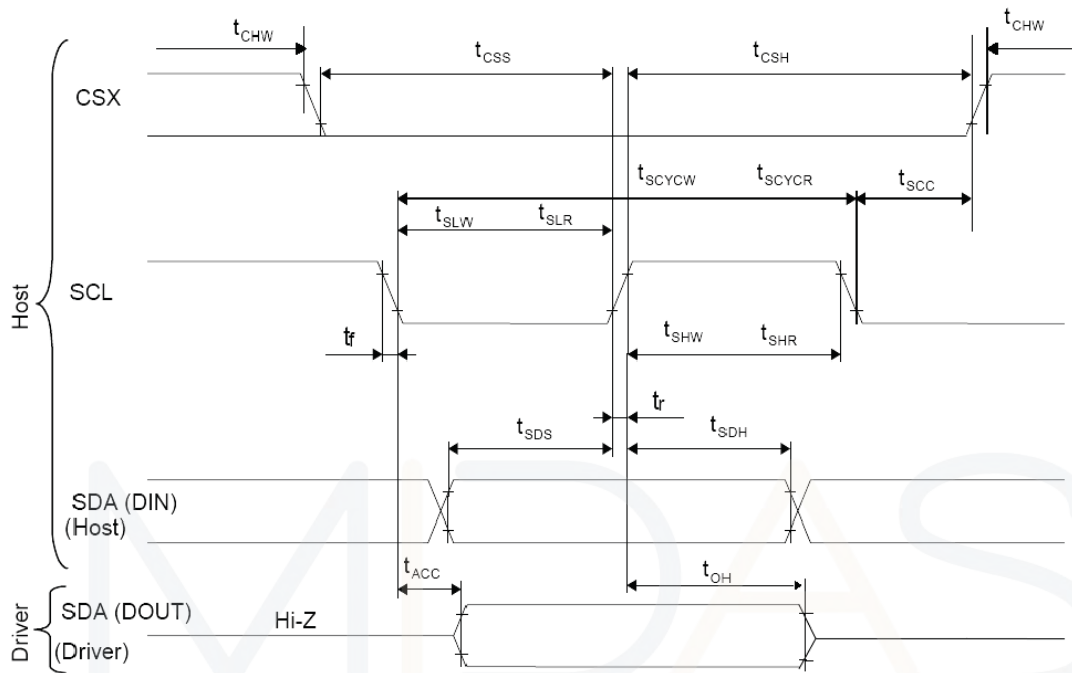 tCHW
tCHW
tCSS
tCSH
CSX
tSCYCW
tSCYCR
tSCC
tSLW
tSLR
Host
SCL
tf
tSHW
tSHR
tr
tSDS
tSDH
SDA (DIN)
(Host)
tACC
tOH
Driver
SDA (DOUT)
Hi-Z
(Driver)
MIDAS